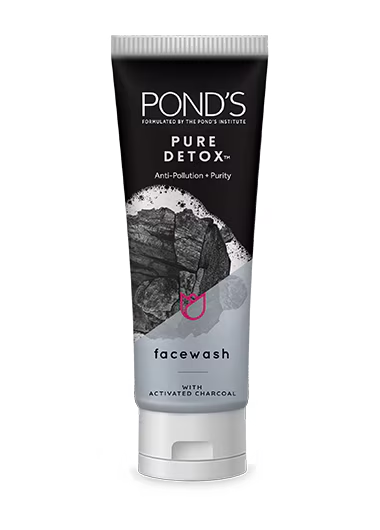 POND'S
FORMULATED BY THE POND'S INSTITUTE
PURE
DETOX™
Anti-Pollution + Purity
facewash
WITH
ACTIVATED CHARCOAL